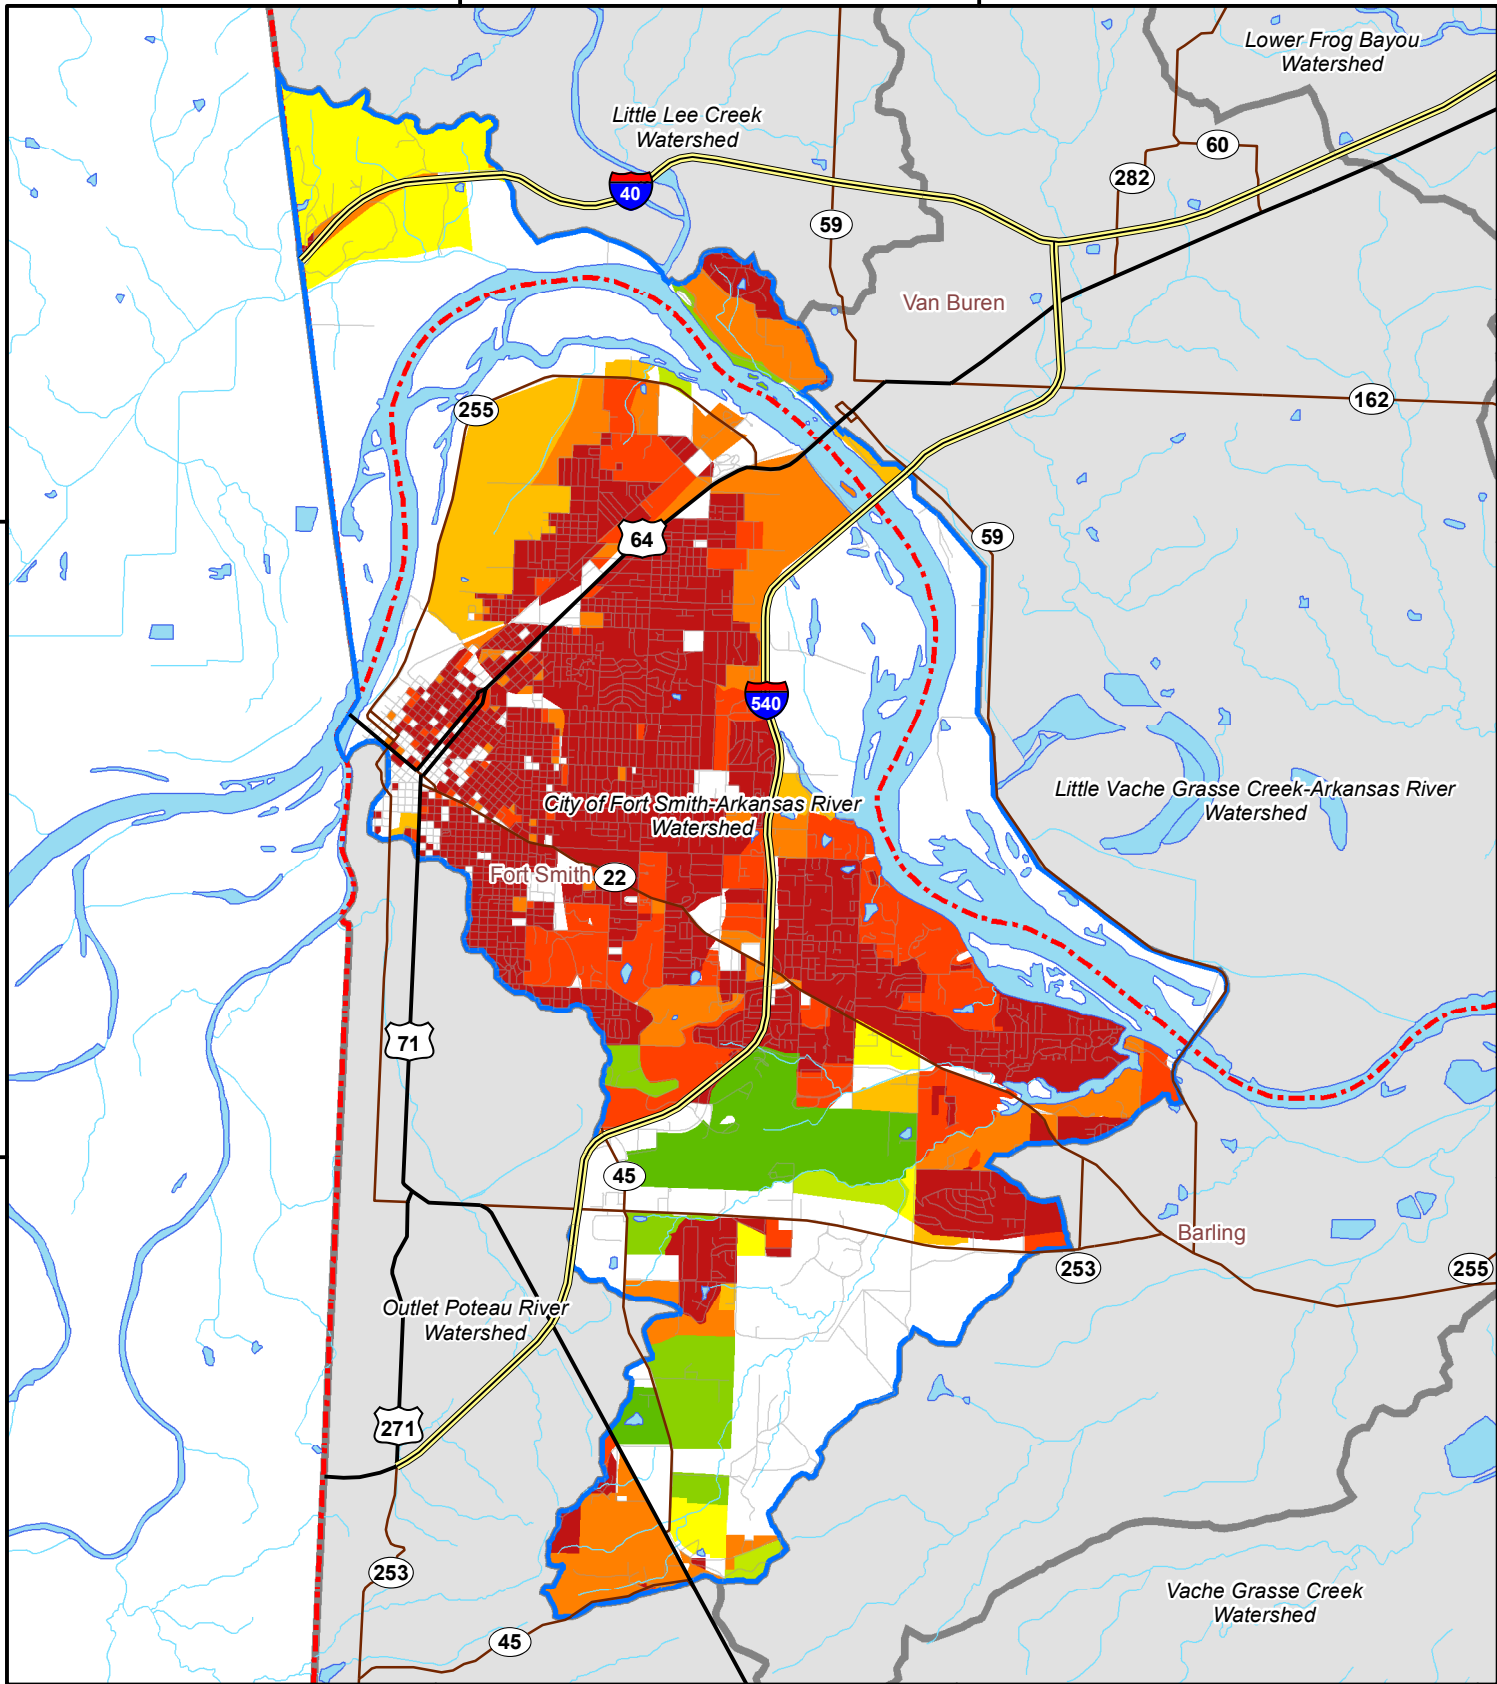 Lower Frog Bayou
Watershed
Little Lee Creek
Watershed
60
282
40
59
Van Buren
162
255
64
59
540
Little Vache Grasse Creek-Arkansas River
Watershed
City of Fort Smith-Arkansas River
Watershed
Fort Smith
22
71
45
Barling
253
255
Outlet Poteau River
Watershed
271
253
Vache Grasse Creek
Watershed
45